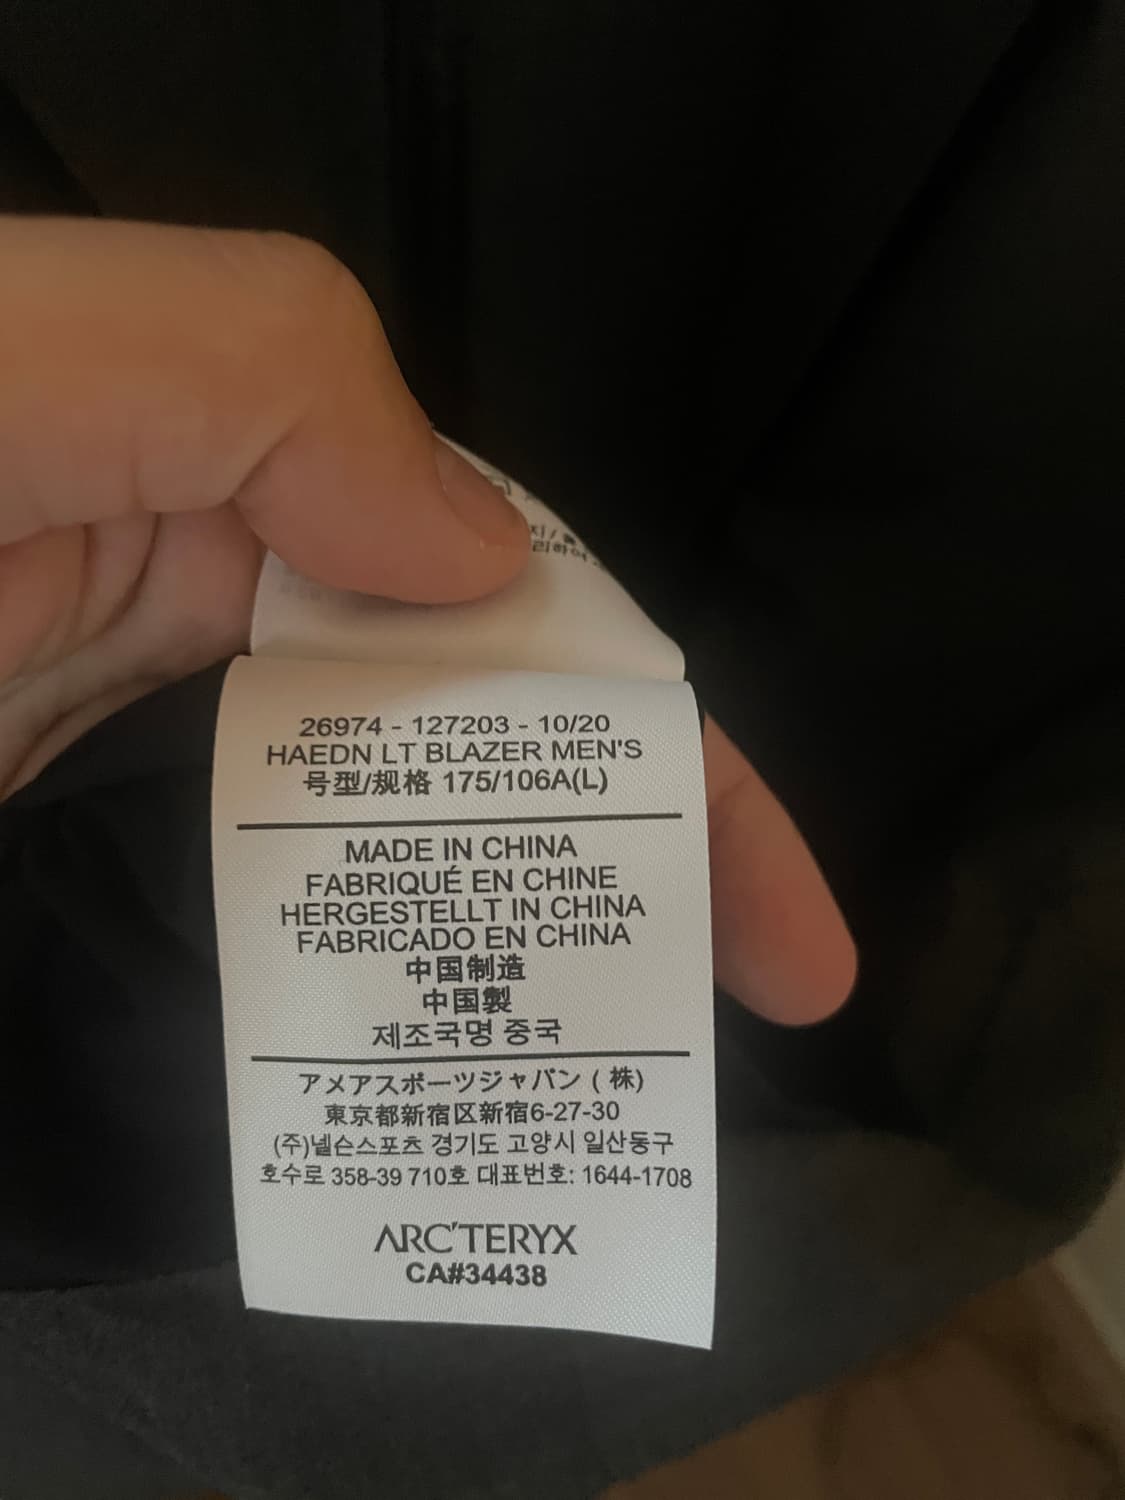 지/
리하여
26974 - 127203 - 10/20
HAEDN LT BLAZER MEN'S
号型/规格 175/106A(L)
MADE IN CHINA
FABRIQUÉ EN CHINE
HERGESTELLT IN CHINA
FABRICADO EN CHINA
中国制造
中国製
제조국명 중국
アメアスポーツジャパン ( 株)
東京都新宿区新宿6-27-30
(주)넬슨스포츠 경기도 고양시 일산동구
호수로 358-39 710호 대표번호: 1644-1708
ARC'TERYX
CA#34438